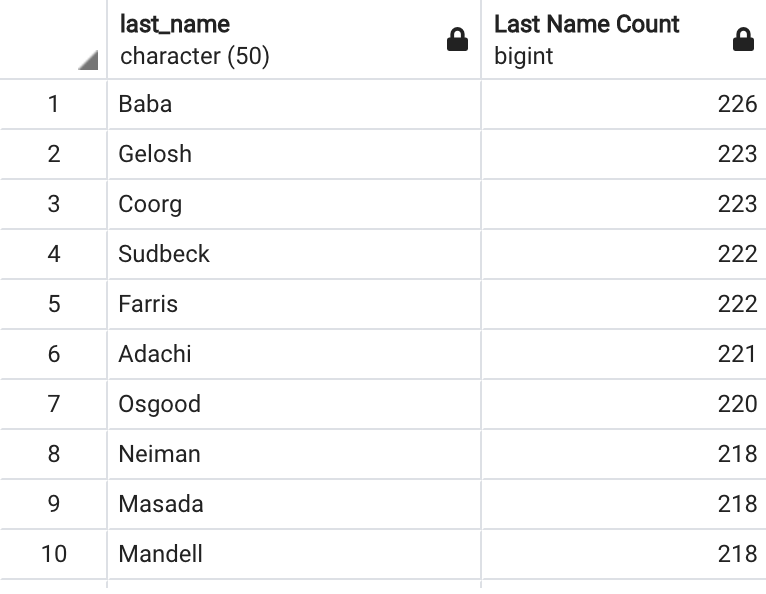 last_name Last Name Count
character (50) bigint
1 Baba 226
2 Gelosh 223
3 Coorg 223
4 Sudbeck 222
5 Farris 222
6 Adachi 221
7 Osgood 220
8 Neiman 218
9 Masada 218
10 Mandell 218